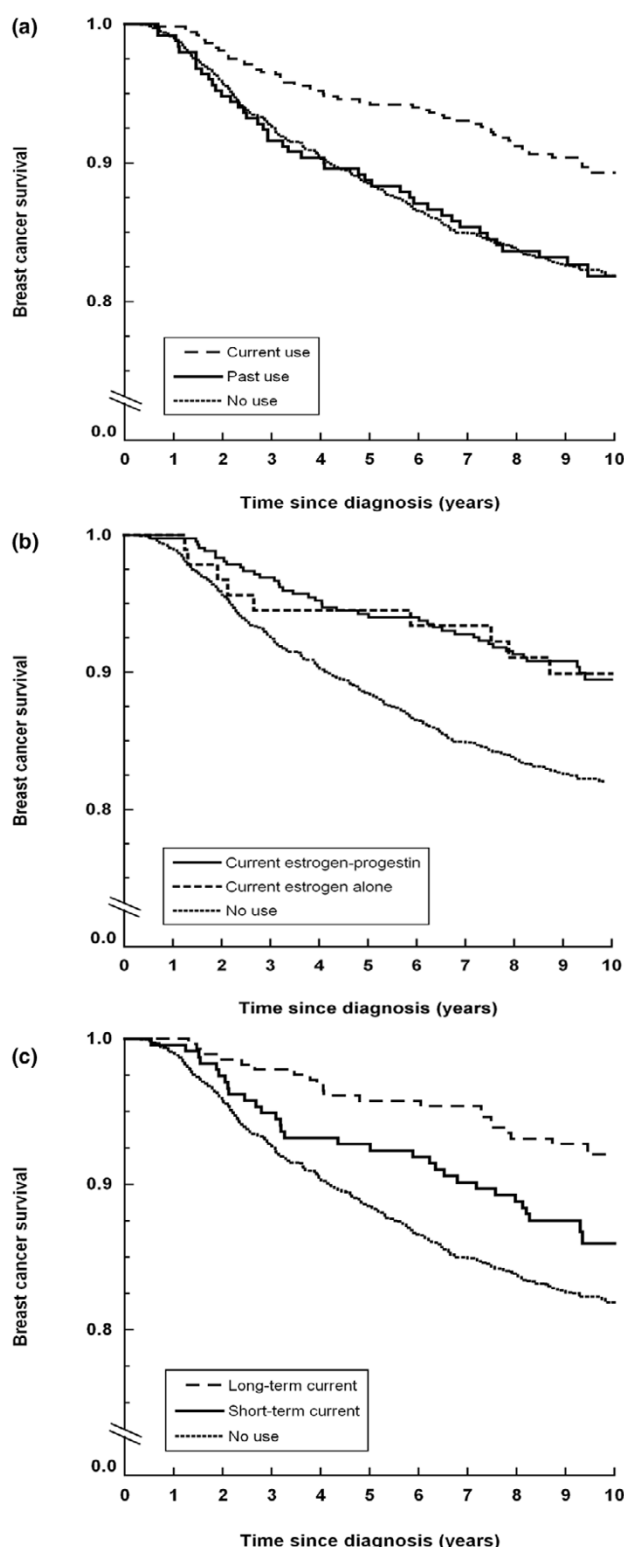 (a)
Breast cancer survival
1.0
0.9
0.8
0.0
Current use
Past use
No use
0 1 2 3 4 5 6 7 8 9 10
Time since diagnosis (years)
(b)
Breast cancer survival
1.0
0.9
0.8
0.0
Current estrogen-progestin
Current estrogen alone
No use
0 1 2 3 4 5 6 7 8 9 10
Time since diagnosis (years)
(c)
Breast cancer survival
1.0
0.9
0.8
0.0
Long-term current
Short-term current
No use
0 1 2 3 4 5 6 7 8 9 10
Time since diagnosis (years)